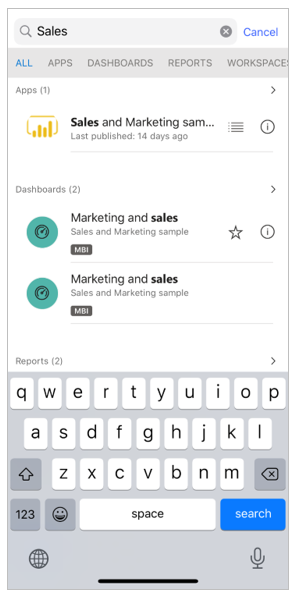 Sales
Cancel
ALL APPS DASHBOARDS REPORTS WORKSPACES
Apps (1)
Sales and Marketing sam...
Last published: 14 days ago
Dashboards (2)
Marketing and sales
Sales and Marketing sample
MBI
Marketing and sales
Sales and Marketing sample
MBI
Reports (2)
q w e r t y u i o p
a s d f g h j k l
z x c v b n m
123 space search